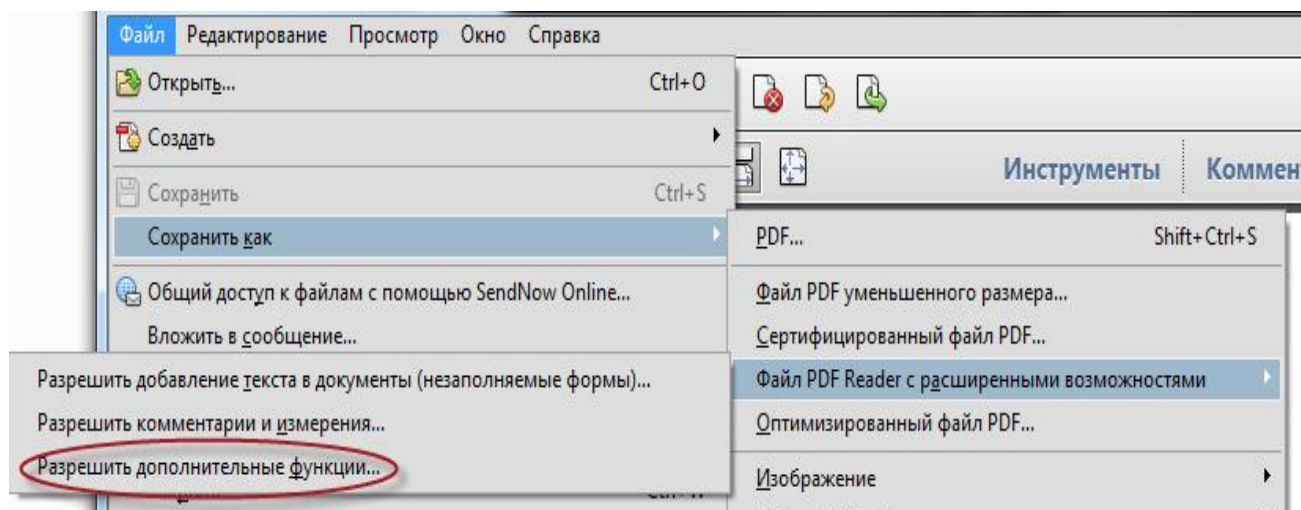 Файл Редактирование Просмотр Окно Справка
Открыть... Ctrl+O
Создать
Инструменты
Сохранить Ctrl+S
Сохранить как
PDF... Shift+Ctrl+S
Общий доступ к файлам с помощью SendNow Online...
Файл PDF уменьшенного размера...
Вложить в сообщение...
Сертифицированный файл PDF...
Разрешить добавление текста в документы (незаполняемые формы)...
Файл PDF Reader с расширенными возможностями
Разрешить комментарии и измерения...
Оптимизированный файл PDF...
Разрешить дополнительные функции...
Изображение